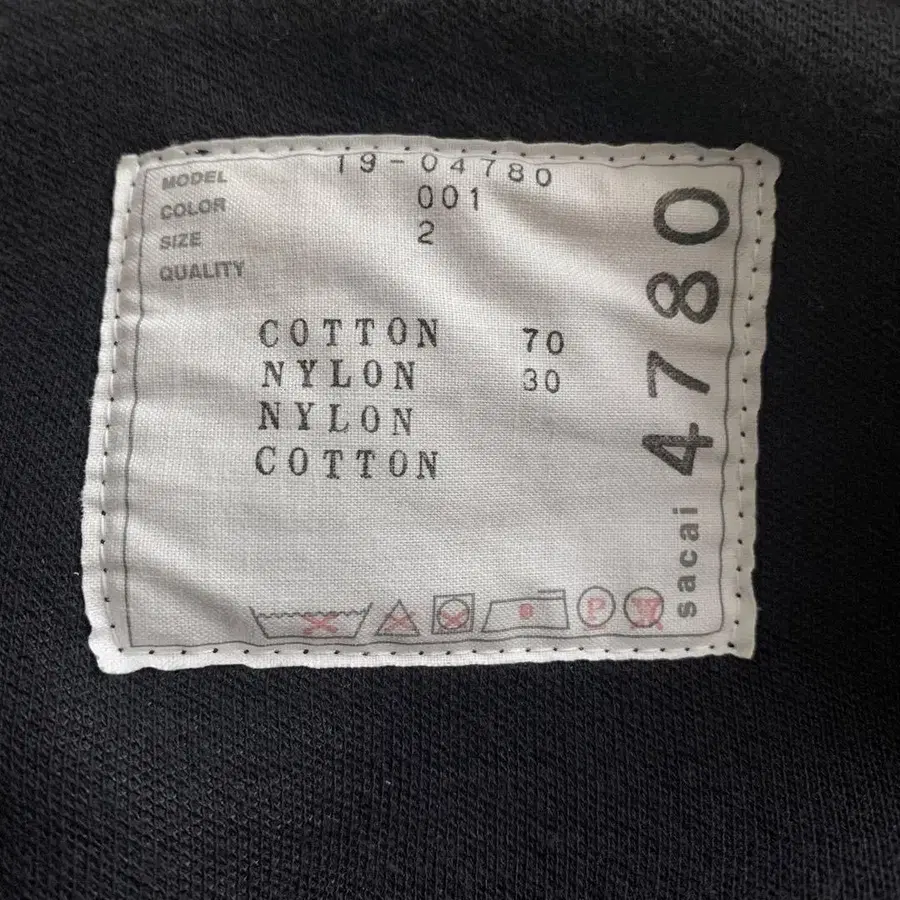 MODEL 19-04780
COLOR 001
SIZE 2
QUALITY
COTTON 70
NYLON 30
NYLON
COTTON
P
W
sacai 4780